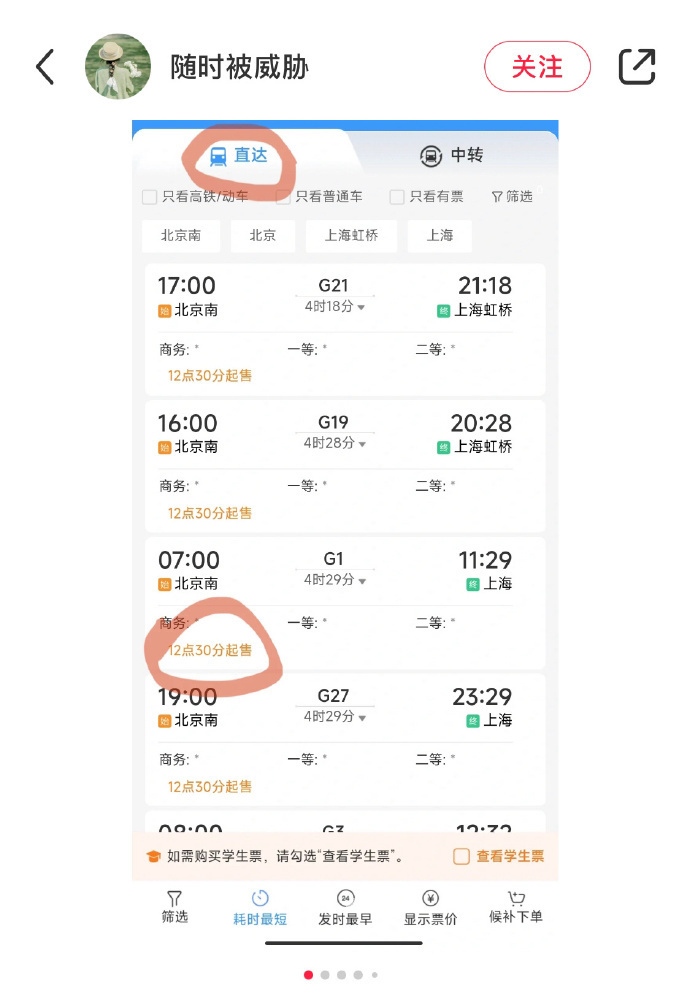 随时被威胁
关注
直达
中转
只看高铁/动车 只看普通车 只看有票 筛选
北京南 北京 上海虹桥 上海
17:00 G21 21:18
始 北京南 4时18分 终 上海虹桥
商务: * 一等: * 二等: *
12点30分起售
16:00 G19 20:28
始 北京南 4时28分 终 上海虹桥
商务: * 一等: * 二等: *
12点30分起售
07:00 G1 11:29
始 北京南 4时29分 终 上海
商务: * 一等: * 二等: *
12点30分起售
19:00 G27 23:29
始 北京南 4时29分 终 上海
商务: * 一等: * 二等: *
12点30分起售
如需购买学生票，请勾选“查看学生票”。 查看学生票
筛选 耗时最短 24 发时最早 ¥ 显示票价 候补下单